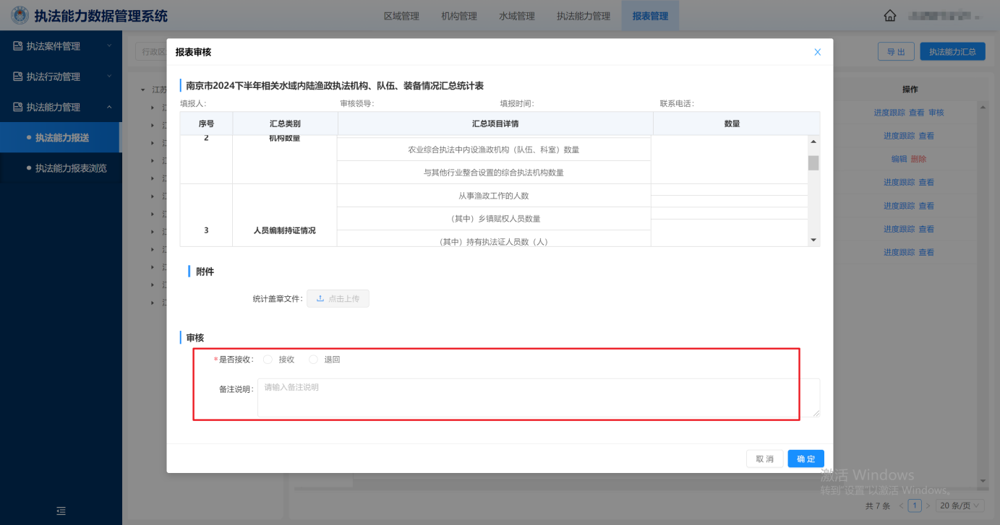 执法能力数据管理系统
区域管理 机构管理 水域管理 执法能力管理 报表管理
执法案件管理
执法行动管理
执法能力管理
执法能力报送
执法能力报表浏览
行政区
导 出 执法能力汇总
江苏
报表审核
南京市2024下半年相关水域内陆渔政执法机构、队伍、装备情况汇总统计表
填报人: 审核领导: 填报时间: 联系电话:
序号 汇总类别 汇总项目详情 数量
2 机构数量
农业综合执法中内设渔政机构（队伍、科室）数量
与其他行业整合设置的综合执法机构数量
从事渔政工作的人数
（其中）乡镇赋权人员数量
3 人员编制持证情况
（其中）持有执法证人员数（人）
附件
统计盖章文件: 点击上传
审核
*是否接收: 接收 退回
备注说明: 请输入备注说明
取 消 确 定
操作
进度跟踪 查看 审核
进度跟踪 查看
编辑 删除
进度跟踪 查看
进度跟踪 查看
进度跟踪 查看
进度跟踪 查看
激活 Windows
转到"设置"以激活 Windows。
共 7 条 < 1 > 20 条/页